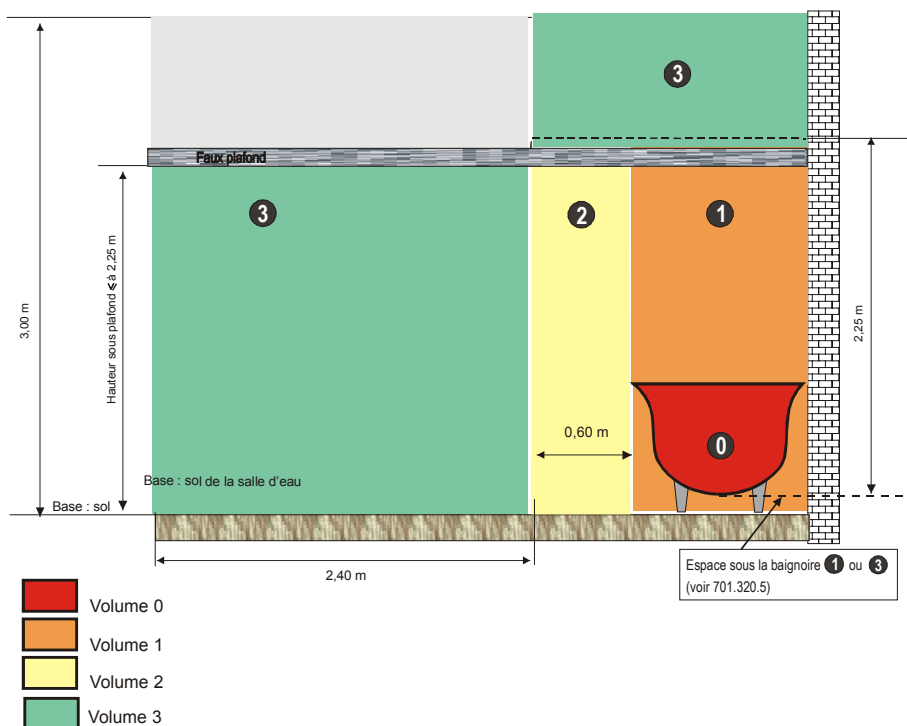 3
Faux plafond
3
2
1
3,00 m
Hauteur sous plafond ⩽ à 2,25 m
2,25 m
0,60 m
0
Base : sol de la salle d'eau
Base : sol
2,40 m
Espace sous la baignoire 1 ou 3
(voir 701.320.5)
Volume 0
Volume 1
Volume 2
Volume 3